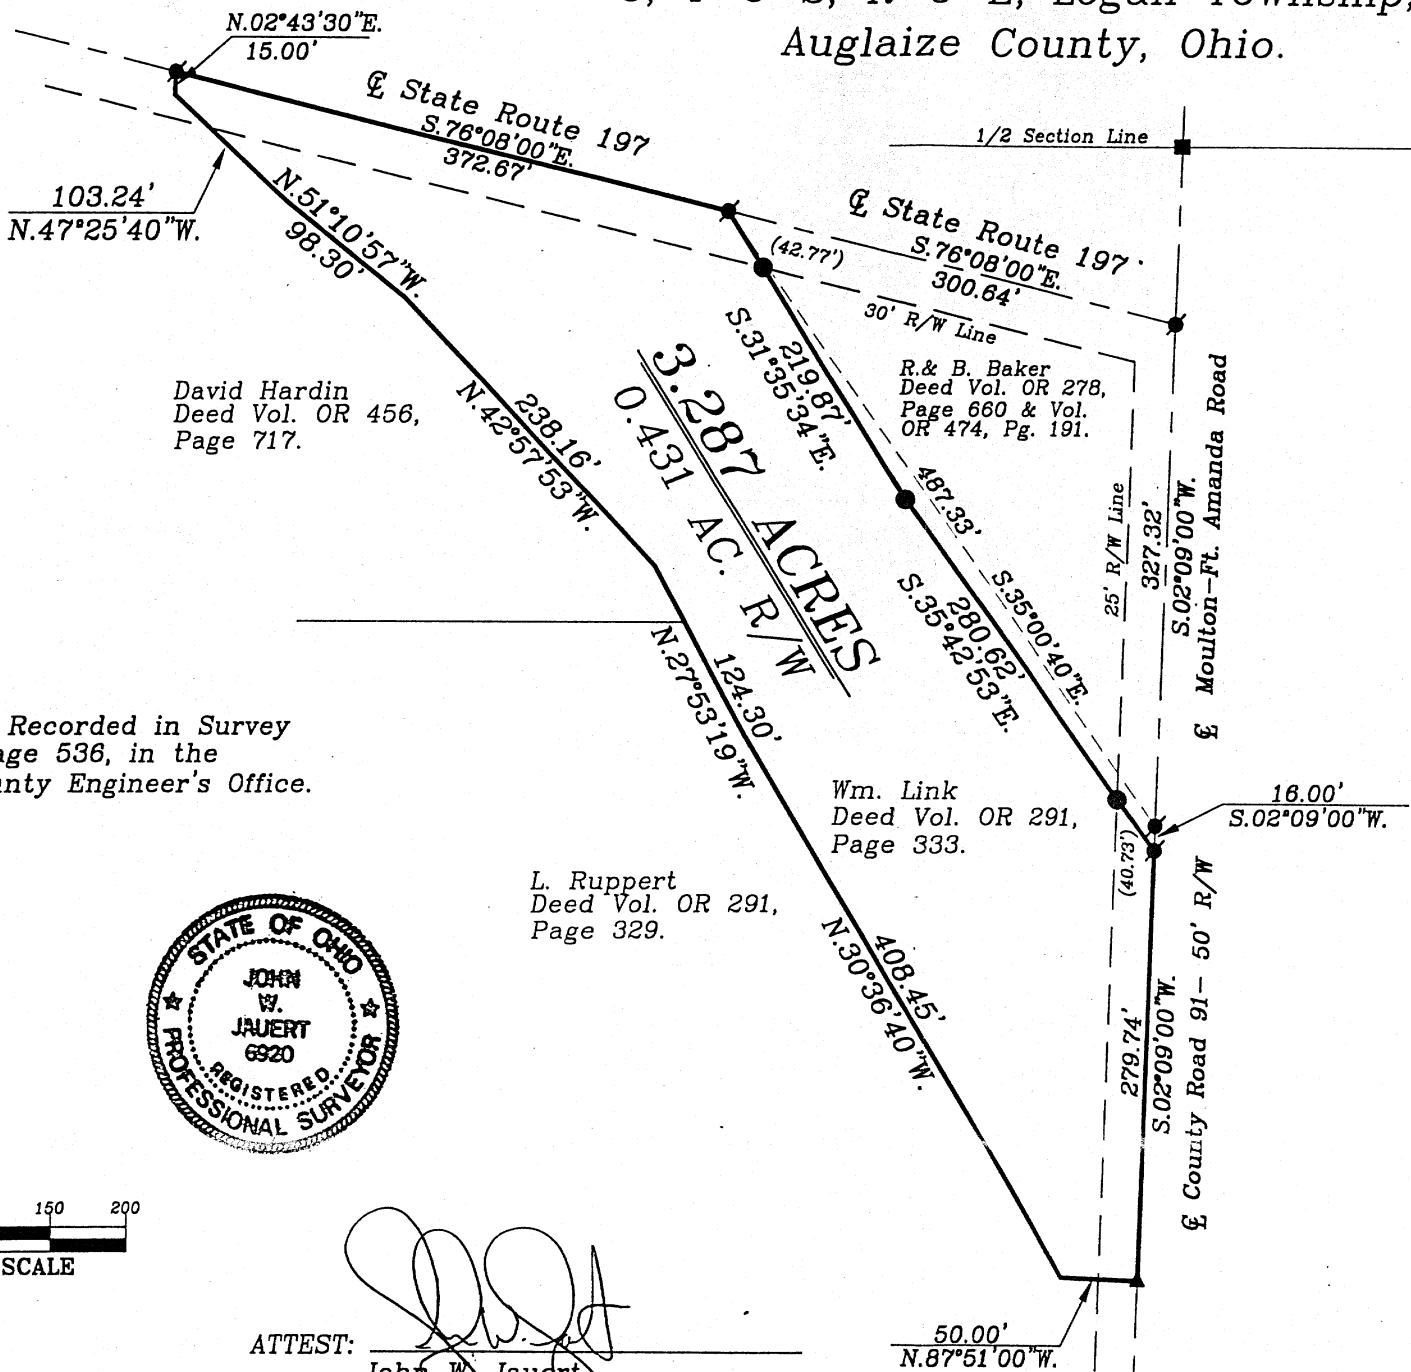 Logan Township,
Auglaize County, Ohio.
N.02°43'30"E.
15.00'
℄ State Route 197
S.76°08'00"E.
372.67'
1/2 Section Line
103.24'
N.47°25'40"W.
N.51°10'57"W.
98.30'
(42.77')
℄ State Route 197
S.76°08'00"E.
300.64'
30' R/W Line
219.87'
S.31°35'34"E.
R.& B. Baker
Deed Vol. OR 278,
Page 660 & Vol.
OR 474, Pg. 191.
David Hardin
Deed Vol. OR 456,
Page 717.
238.16'
N.42°57'53"W.
3.287 ACRES
0.431 AC. R/W
487.33'
S.35°00'40"E.
280.62'
S.35°42'53"E.
25' R/W Line
327.32'
S.02°09'00"W.
℄ Moulton-Ft. Amanda Road
124.30'
N.27°53'19"W.
Recorded in Survey
age 536, in the
unty Engineer's Office.
Wm. Link
Deed Vol. OR 291,
Page 333.
16.00'
S.02°09'00"W.
(40.73')
L. Ruppert
Deed Vol. OR 291,
Page 329.
408.45'
N.30°36'40"W.
279.74'
S.02°09'00"W.
℄ County Road 91- 50' R/W
STATE OF OHIO
JOHN
W.
JAUERT
6920
REGISTERED
PROFESSIONAL SURVEYOR
150 200
SCALE
ATTEST:
John W. Jauert
50.00'
N.87°51'00"W.